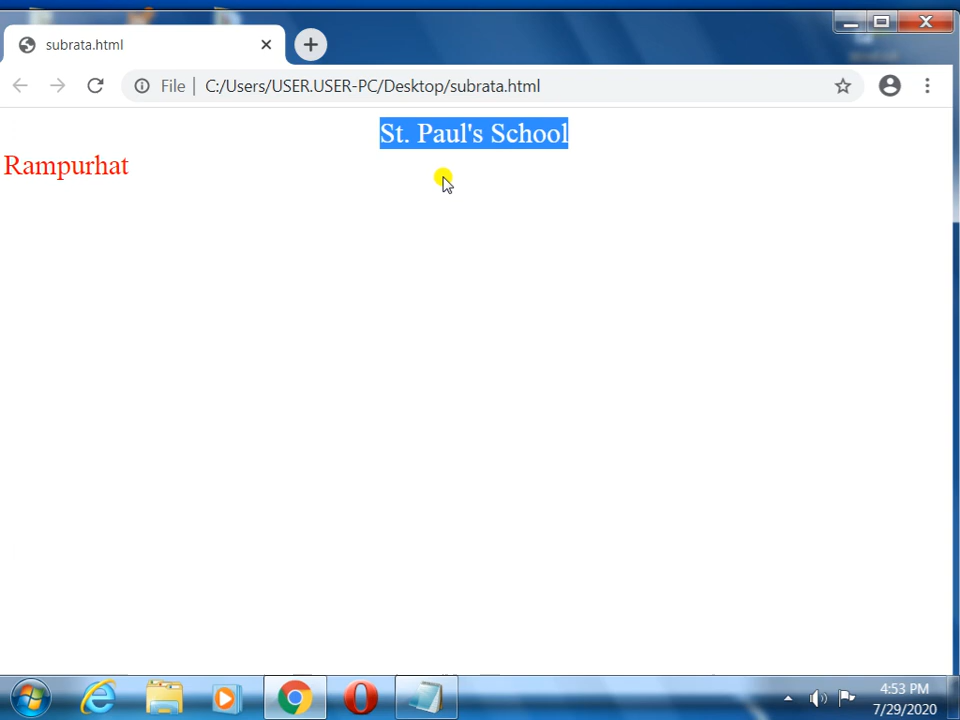 subrata.html
File | C:/Users/USER.USER-PC/Desktop/subrata.html
St. Paul's School
Rampurhat
4:53 PM
7/29/2020